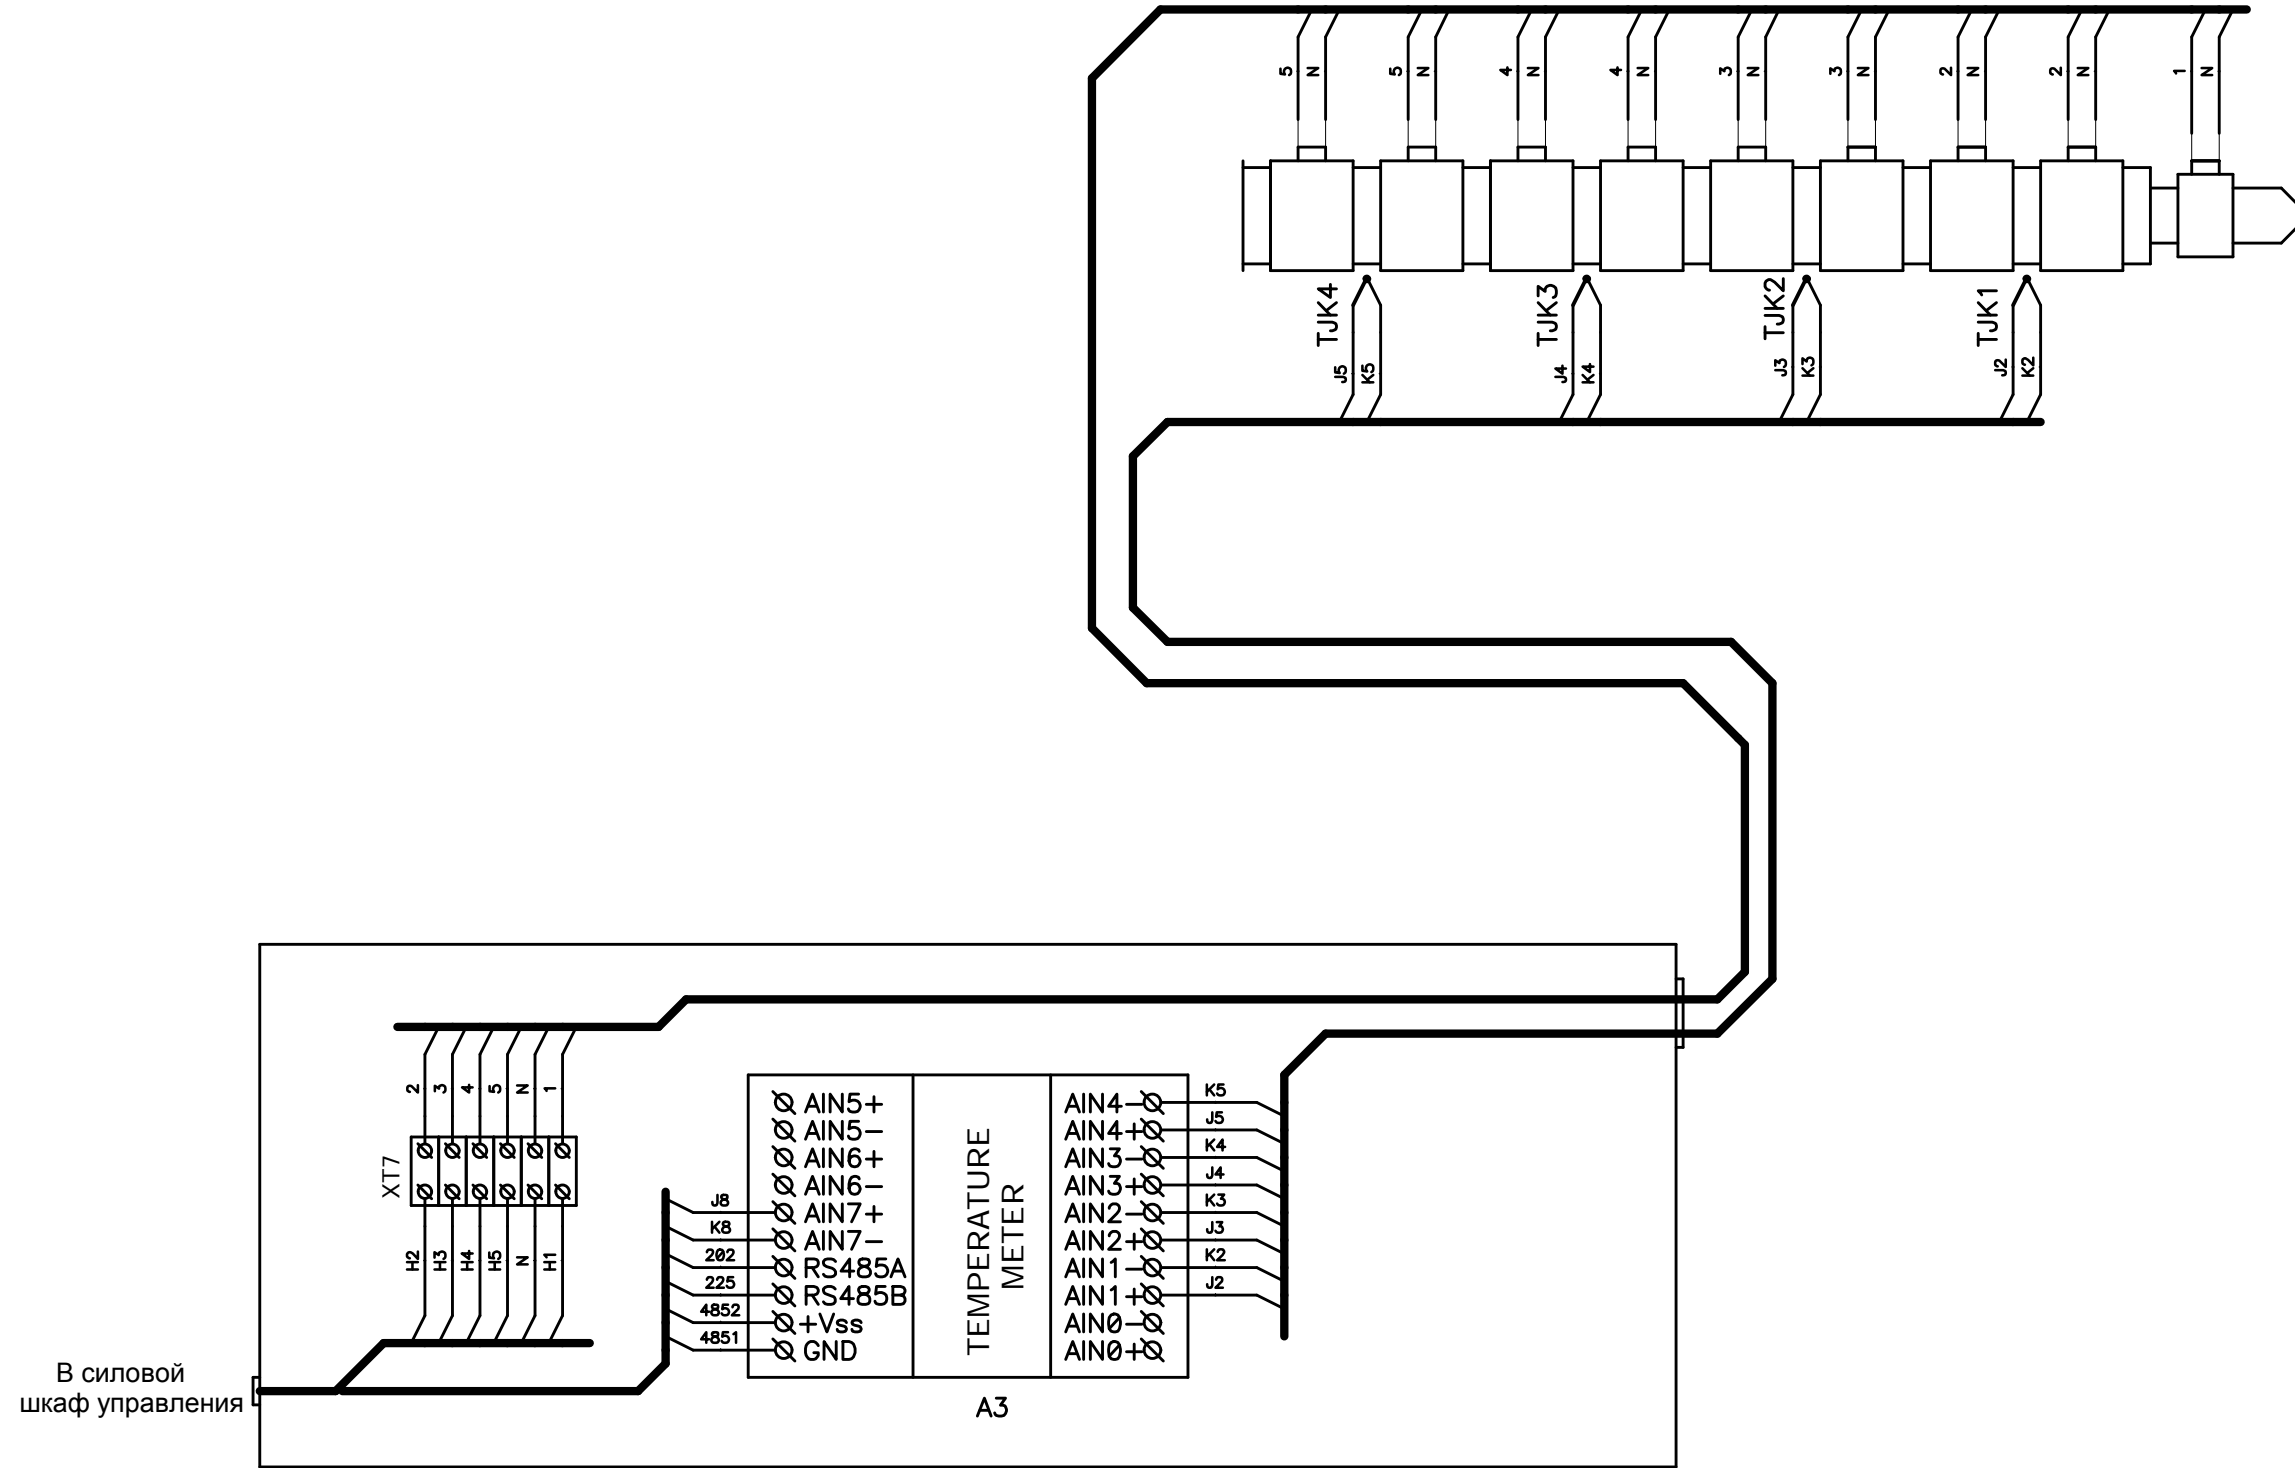 5 N 5 N 4 N 4 N 3 N 3 N 2 N 2 N 1 N
TJK4 TJK3 TJK2 TJK1
J5 K5 J4 K4 J3 K3 J2 K2
2 3 4 5 N 1
XT7
H2 H3 H4 H5 N H1
J8
K8
202
225
4852
4851
AIN5+
AIN5-
AIN6+
AIN6-
AIN7+
AIN7-
RS485A
RS485B
+Vss
GND
TEMPERATURE
METER
AIN4-
AIN4+
AIN3-
AIN3+
AIN2-
AIN2+
AIN1-
AIN1+
AIN0-
AIN0+
K5
J5
K4
J4
K3
J3
K2
J2
A3
В силовой
шкаф управления